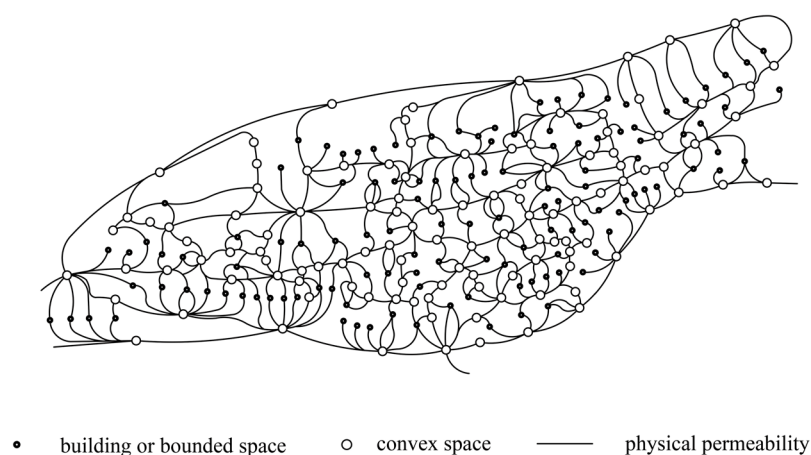 building or bounded space convex space physical permeability